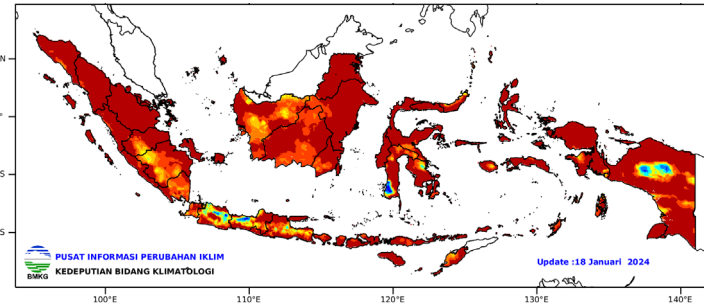 N
°
S
S
PUSAT INFORMASI PERUBAHAN IKLIM
KEDEPUTIAN BIDANG KLIMATOLOGI
BMKG
Update :18 Januari 2024
100°E 110°E 120°E 130°E 140°E